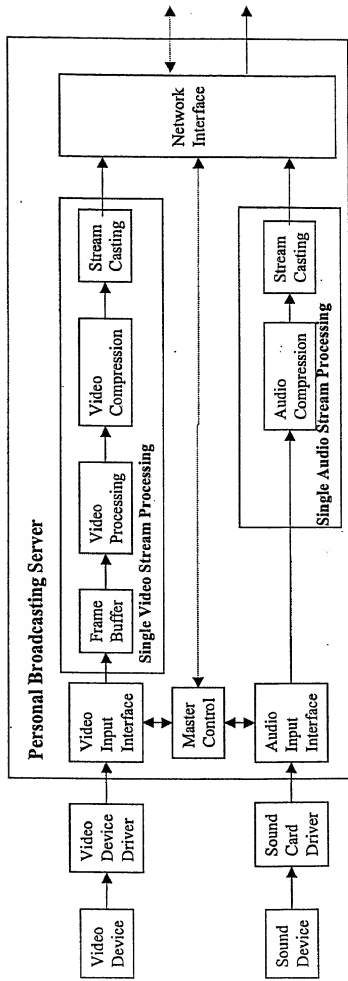 Personal Broadcasting Server
Video
Device
Video
Device
Driver
Video
Input
Interface
Frame
Buffer
Video
Processing
Video
Compression
Stream
Casting
Single Video Stream Processing
Network
Interface
Master
Control
Sound
Device
Sound
Card
Driver
Audio
Input
Interface
Audio
Compression
Stream
Casting
Single Audio Stream Processing